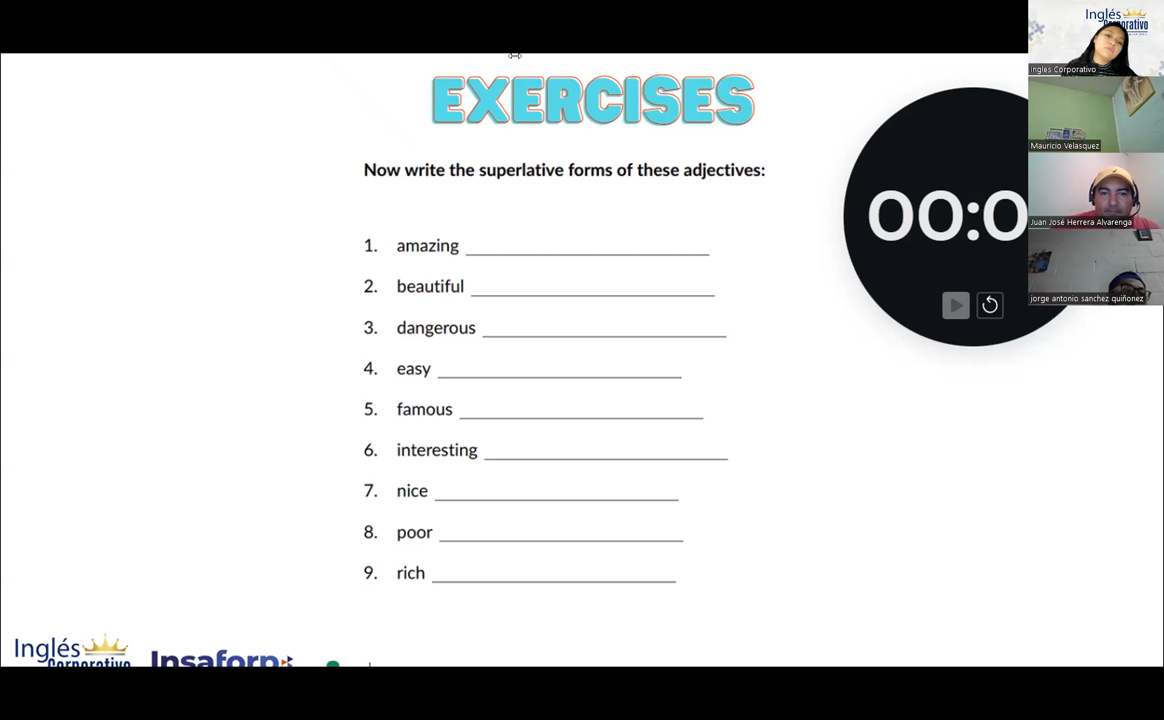 EXERCISES
Now write the superlative forms of these adjectives:
1. amazing
2. beautiful
3. dangerous
4. easy
5. famous
6. interesting
7. nice
8. poor
9. rich
00:0
Inglés
Corporativo
Insaforp
Inglés
Corporativo
Inglés Corporativo
Mauricio Velasquez
Juan José Herrera Alvarenga
jorge antonio sanchez quiñonez